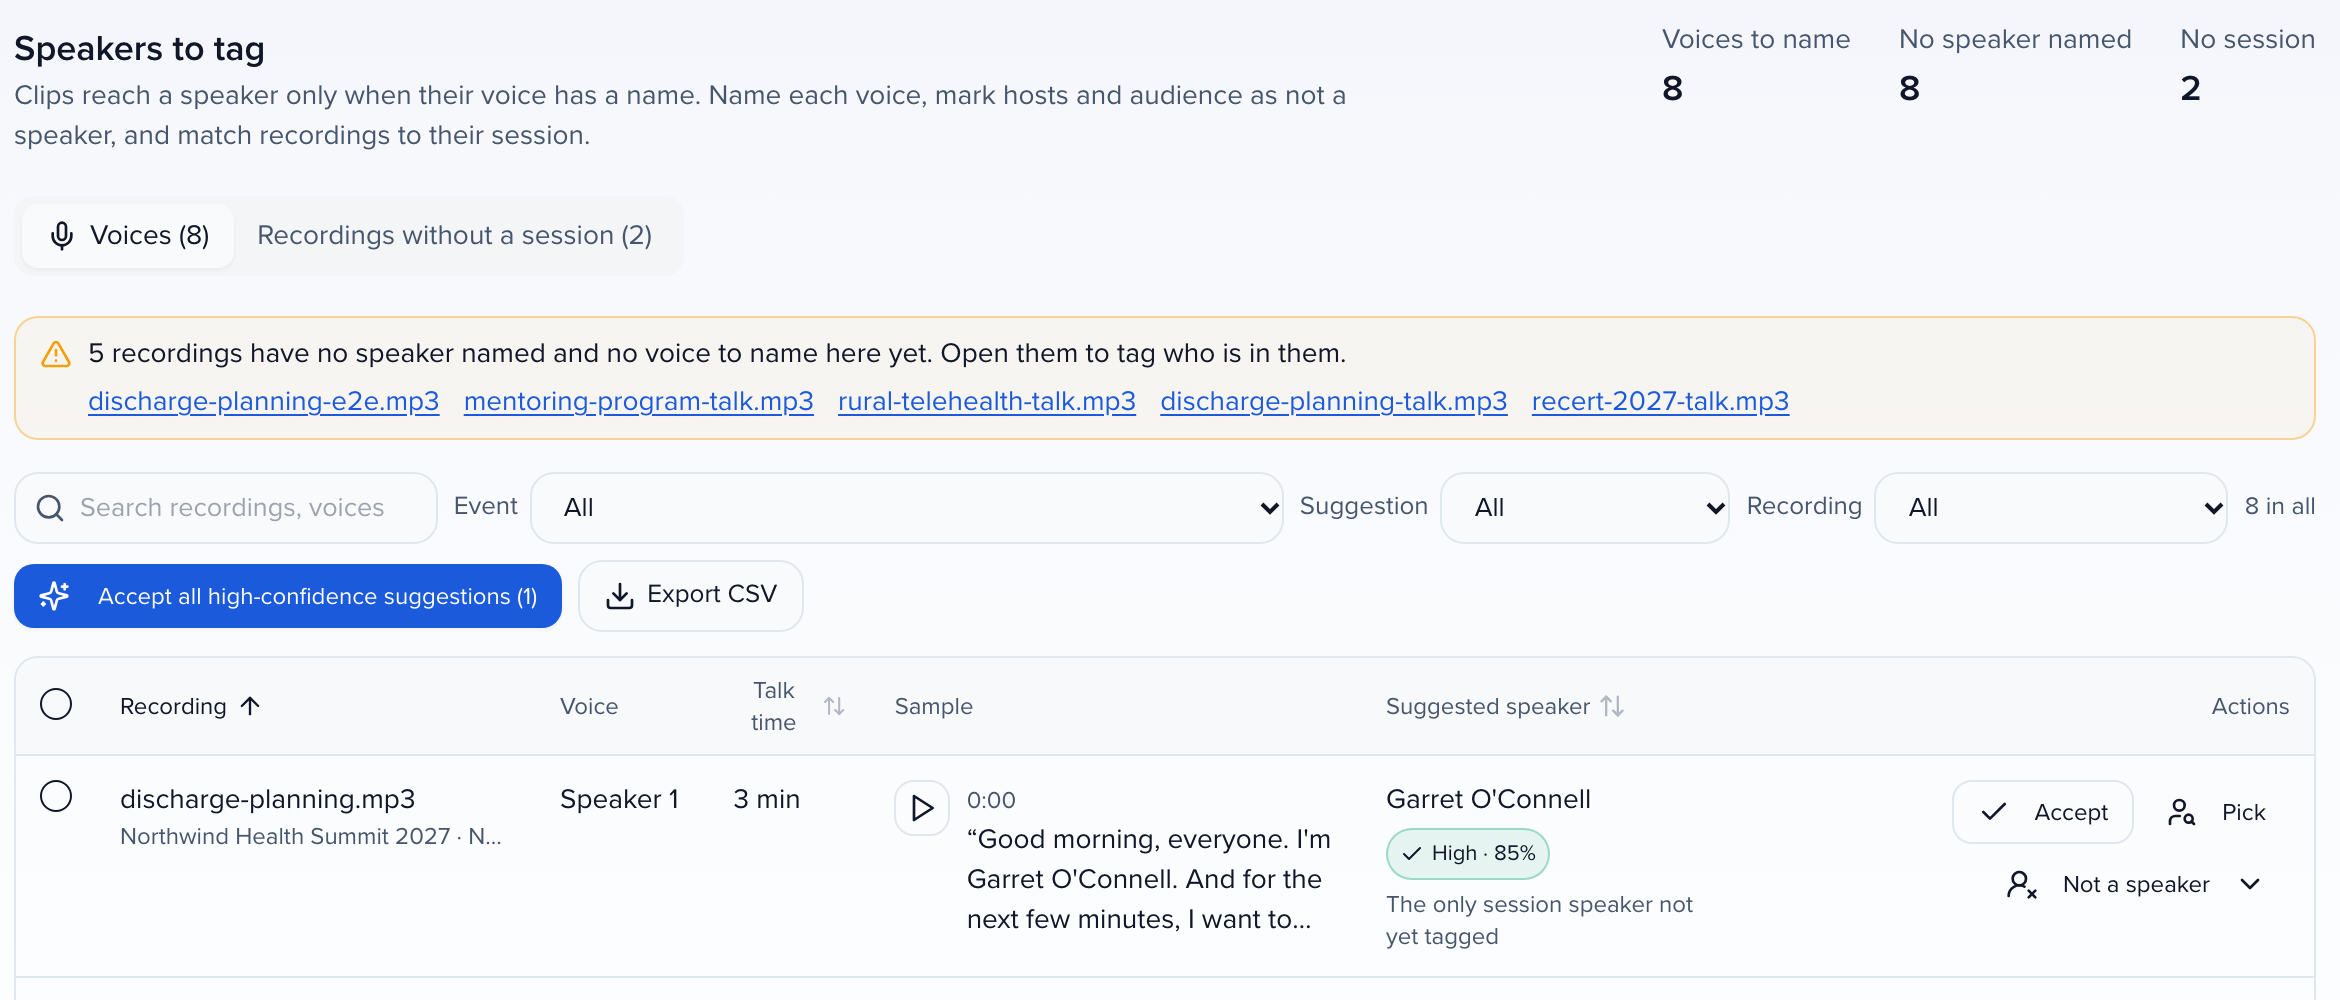 Speakers to tag
Clips reach a speaker only when their voice has a name. Name each voice, mark hosts and audience as not a
speaker, and match recordings to their session.
Voices to name
8
No speaker named
8
No session
2
Voices (8)
Recordings without a session (2)
5 recordings have no speaker named and no voice to name here yet. Open them to tag who is in them.
discharge-planning-e2e.mp3 mentoring-program-talk.mp3 rural-telehealth-talk.mp3 discharge-planning-talk.mp3 recert-2027-talk.mp3
Search recordings, voices
Event
All
Suggestion
All
Recording
All
8 in all
Accept all high-confidence suggestions (1)
Export CSV
Recording
Voice
Talk
time
Sample
Suggested speaker
Actions
discharge-planning.mp3
Northwind Health Summit 2027 · N...
Speaker 1
3 min
0:00
“Good morning, everyone. I'm
Garret O'Connell. And for the
next few minutes, I want to...
Garret O'Connell
High · 85%
The only session speaker not
yet tagged
Accept
Pick
Not a speaker